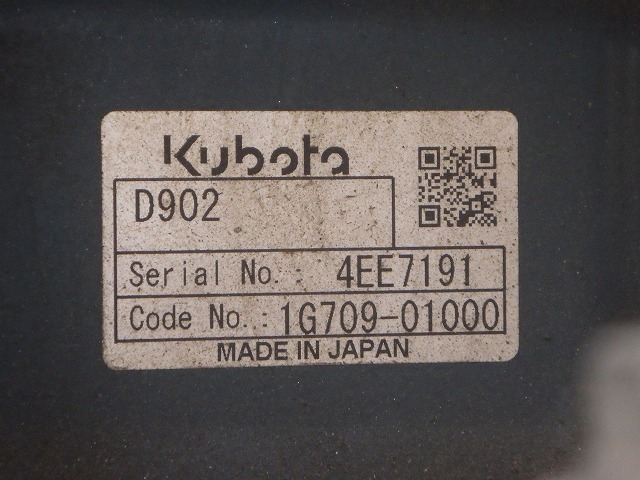 Kubota
D902
Serial No. : 4EE7191
Code No. : 1G709-01000
MADE IN JAPAN